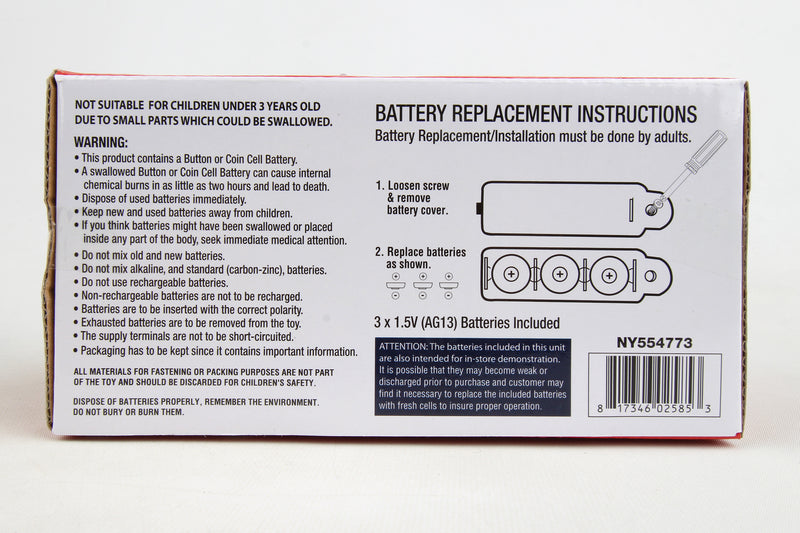 NOT SUITABLE FOR CHILDREN UNDER 3 YEARS OLD
DUE TO SMALL PARTS WHICH COULD BE SWALLOWED.
WARNING:
• This product contains a Button or Coin Cell Battery.
• A swallowed Button or Coin Cell Battery can cause internal
chemical burns in as little as two hours and lead to death.
• Dispose of used batteries immediately.
• Keep new and used batteries away from children.
• If you think batteries might have been swallowed or placed
inside any part of the body, seek immediate medical attention.
• Do not mix old and new batteries.
• Do not mix alkaline, and standard (carbon-zinc), batteries.
• Do not use rechargeable batteries.
• Non-rechargeable batteries are not to be recharged.
• Batteries are to be inserted with the correct polarity.
• Exhausted batteries are to be removed from the toy.
• The supply terminals are not to be short-circuited.
• Packaging has to be kept since it contains important information.
ALL MATERIALS FOR FASTENING OR PACKING PURPOSES ARE NOT PART
OF THE TOY AND SHOULD BE DISCARDED FOR CHILDREN'S SAFETY.
DISPOSE OF BATTERIES PROPERLY, REMEMBER THE ENVIRONMENT.
DO NOT BURY OR BURN THEM.
BATTERY REPLACEMENT INSTRUCTIONS
Battery Replacement/Installation must be done by adults.
1. Loosen screw
& remove
battery cover.
2. Replace batteries
as shown.
+ + +
- - -
+ + +
3 x 1.5V (AG13) Batteries Included
ATTENTION: The batteries included in this unit
are also intended for in-store demonstration.
It is possible that they may become weak or
discharged prior to purchase and customer may
find it necessary to replace the included batteries
with fresh cells to insure proper operation.
NY554773
8 17346 02585 3